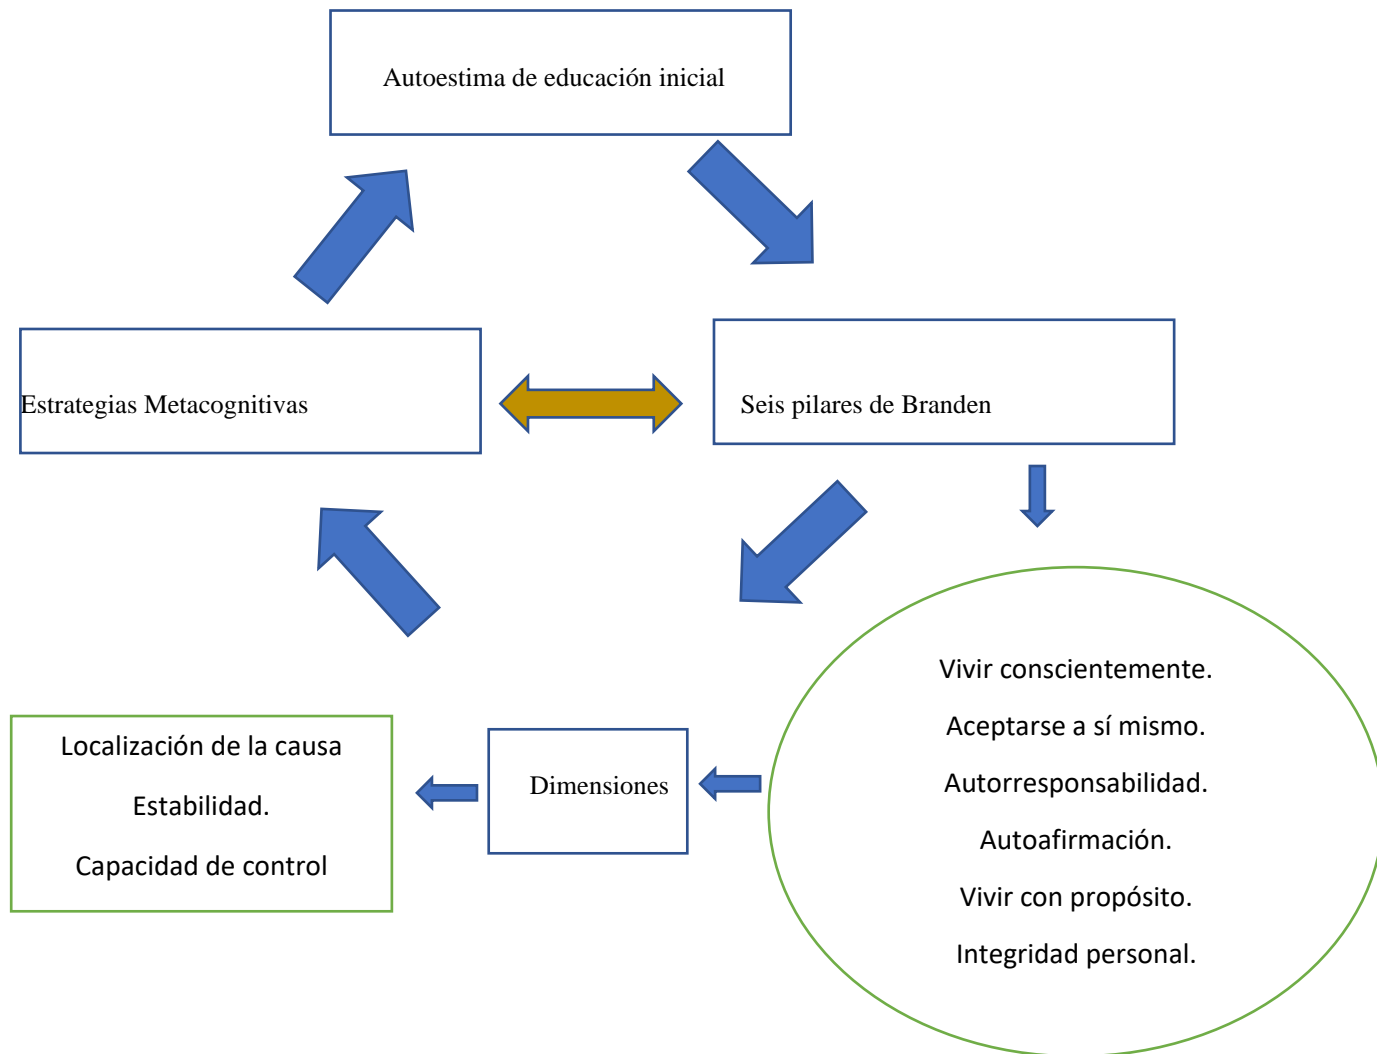 Autoestima de educación inicial
Estrategias Metacognitivas
Seis pilares de Branden
Vivir conscientemente.
Aceptarse a sí mismo.
Autorresponsabilidad.
Autoafirmación.
Vivir con propósito.
Integridad personal.
Dimensiones
Localización de la causa
Estabilidad.
Capacidad de control